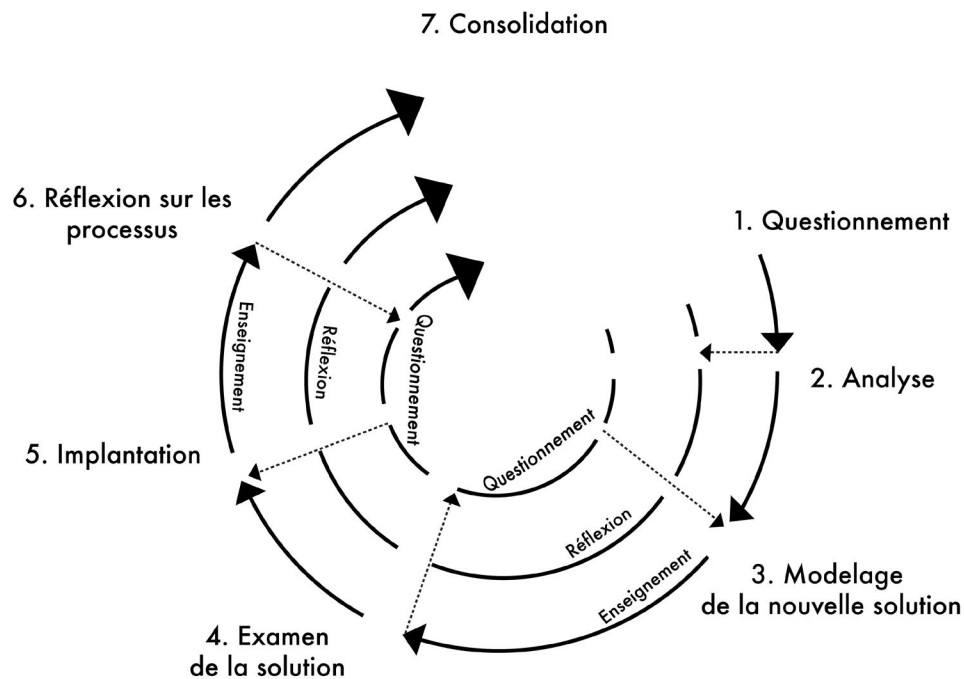 7. Consolidation
6. Réflexion sur les
processus
1. Questionnement
2. Analyse
3. Modelage
de la nouvelle solution
4. Examen
de la solution
5. Implantation
Enseignement
Réflexion
Questionnement
Questionnement
Réflexion
Enseignement